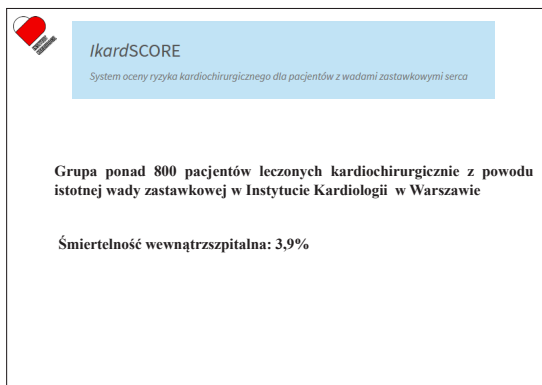 IkardSCORE
System oceny ryzyka kardiochirurgicznego dla pacjentów z wadami zastawkowymi serca
Grupa ponad 800 pacjentów leczonych kardiochirurgicznie z powodu
istotnej wady zastawkowej w Instytucie Kardiologii w Warszawie
Śmiertelność wewnątrzszpitalna: 3,9%